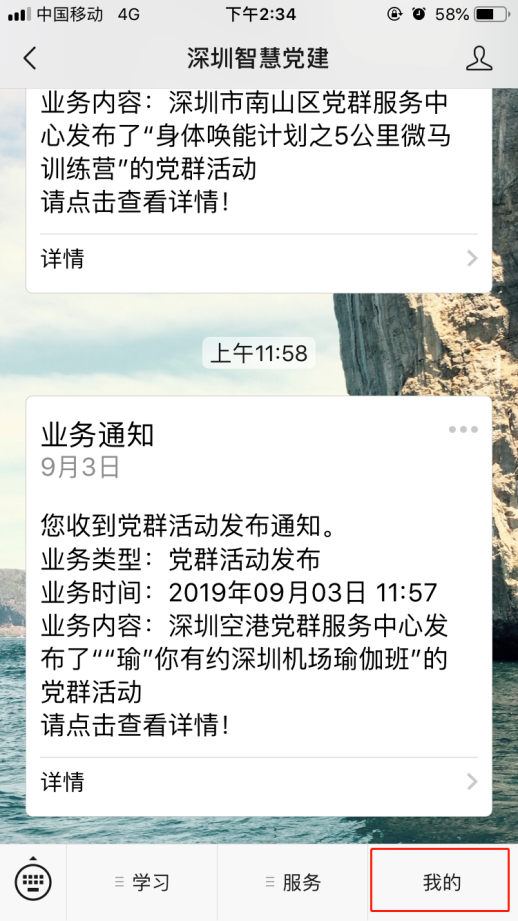 中国移动 4G 下午2:34 58%
深圳智慧党建
业务内容：深圳市南山区党群服务中
心发布了“身体唤能计划之5公里微马
训练营”的党群活动
请点击查看详情！
详情
上午11:58
业务通知
9月3日
您收到党群活动发布通知。
业务类型：党群活动发布
业务时间：2019年09月03日 11:57
业务内容：深圳空港党群服务中心发
布了““瑜”你有约深圳机场瑜伽班”的
党群活动
请点击查看详情！
详情
学习 服务 我的